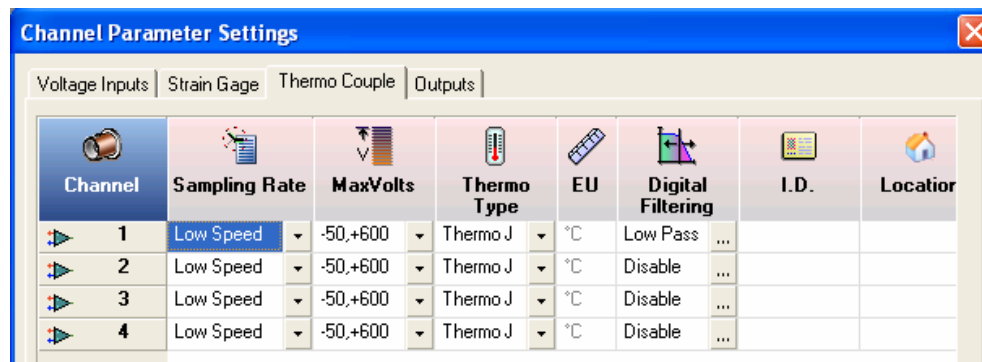 Channel Parameter Settings
Voltage Inputs Strain Gage Thermo Couple Outputs
Channel Sampling Rate MaxVolts Thermo Type EU Digital Filtering I.D. Location
1 Low Speed -50,+600 Thermo J °C Low Pass ...
2 Low Speed -50,+600 Thermo J °C Disable ...
3 Low Speed -50,+600 Thermo J °C Disable ...
4 Low Speed -50,+600 Thermo J °C Disable ...